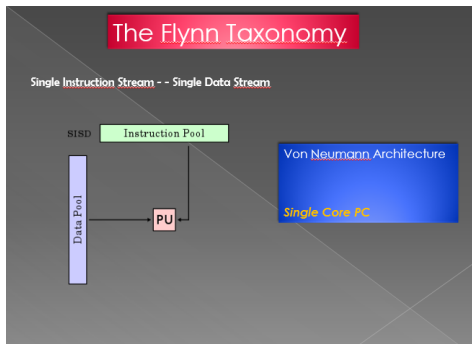 The Flynn Taxonomy
Single Instruction Stream - - Single Data Stream
SISD
Instruction Pool
Data Pool
PU
Von Neumann Architecture
Single Core PC